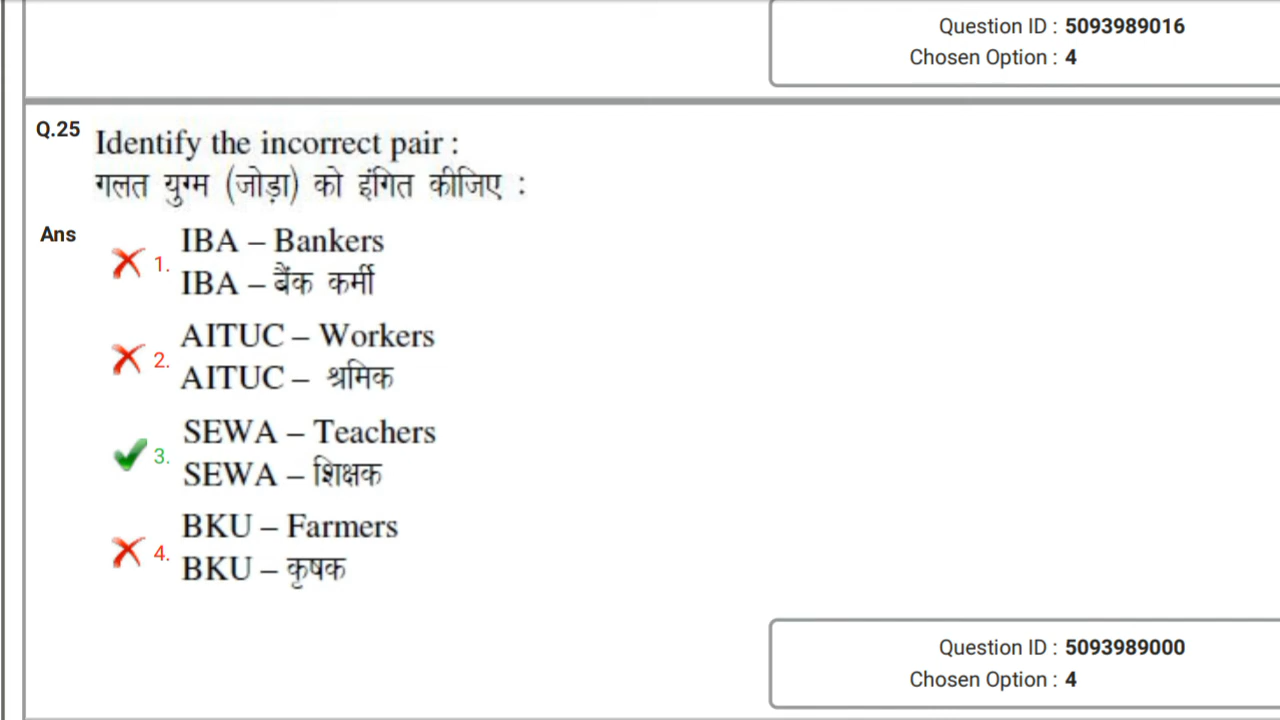 Question ID : 5093989016
Chosen Option : 4
Q.25 Identify the incorrect pair :
गलत युग्म (जोड़ा) को इंगित कीजिए :
Ans
IBA – Bankers
1.
IBA – बैंक कर्मी
AITUC – Workers
2.
AITUC – श्रमिक
SEWA – Teachers
3.
SEWA – शिक्षक
BKU – Farmers
4.
BKU – कृषक
Question ID : 5093989000
Chosen Option : 4